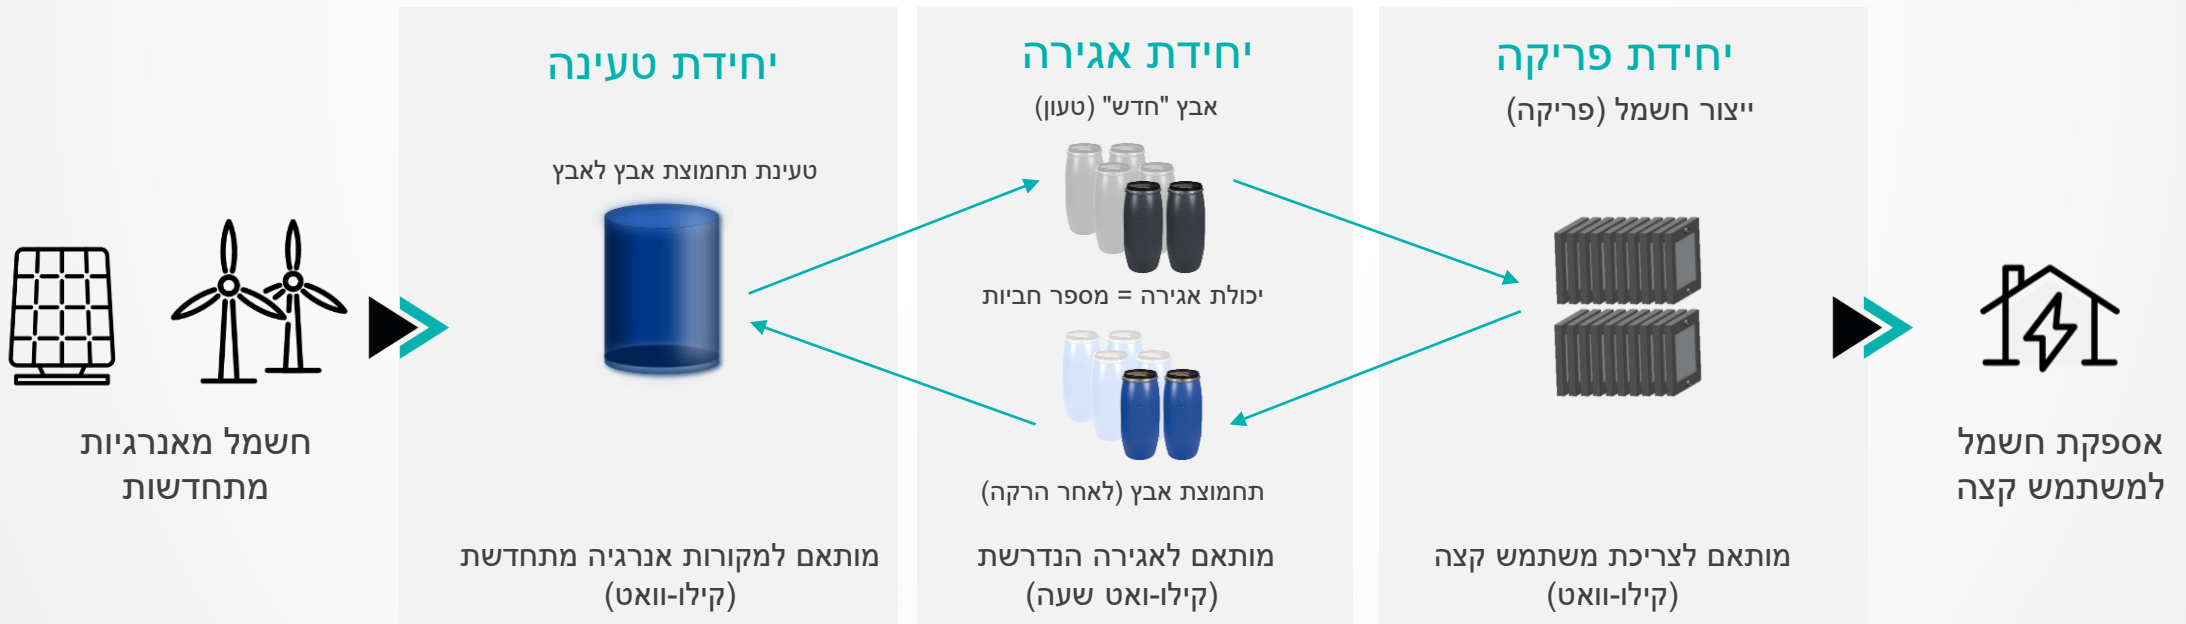 חשמל מאנרגיות
מתחדשות
יחידת טעינה
טעינת תחמוצת אבץ לאבץ
מותאם למקורות אנרגיה מתחדשת
(קילו-וואט)
יחידת אגירה
אבץ "חדש" (טעון)
יכולת אגירה = מספר חביות
תחמוצת אבץ (לאחר הרקה)
מותאם לאגירה הנדרשת
(קילו-ואט שעה)
יחידת פריקה
ייצור חשמל (פריקה)
מותאם לצריכת משתמש קצה
(קילו-וואט)
אספקת חשמל
למשתמש קצה